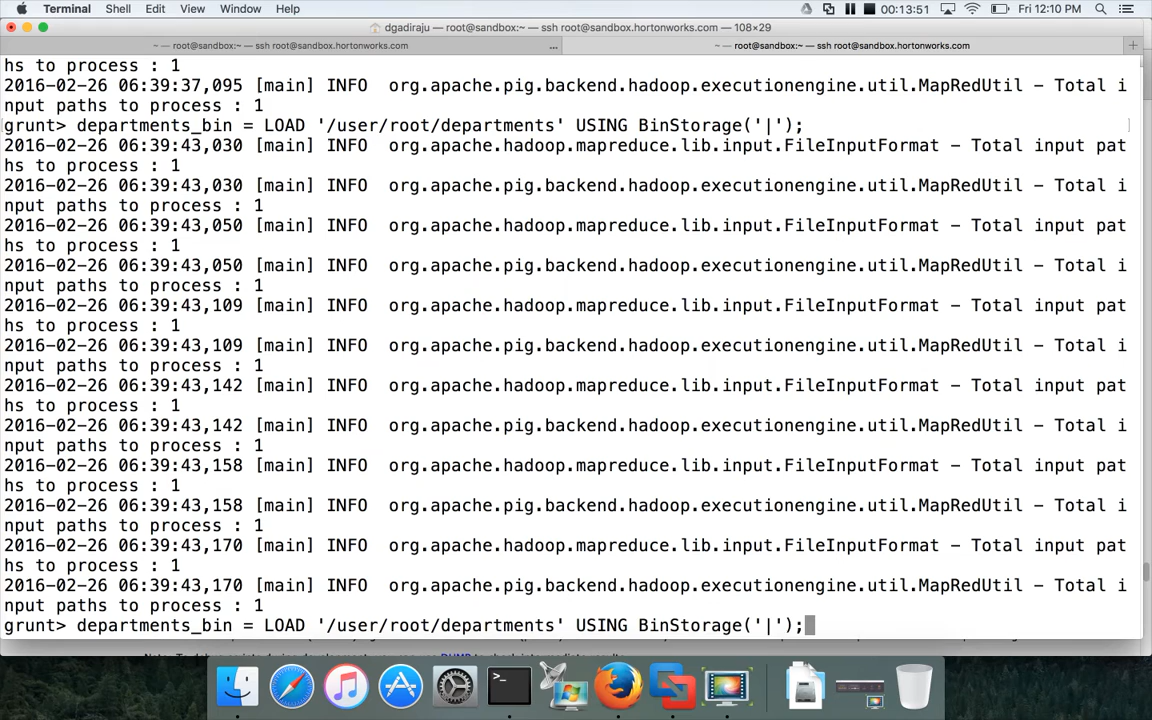 Terminal Shell Edit View Window Help 00:13:51 Fri 12:10 PM
dgadiraju — root@sandbox:~ — ssh root@sandbox.hortonworks.com — 108×29
~ — root@sandbox:~ — ssh root@sandbox.hortonworks.com ... ~ — root@sandbox:~ — ssh root@sandbox.hortonworks.com +
hs to process : 1
2016-02-26 06:39:37,095 [main] INFO  org.apache.pig.backend.hadoop.executionengine.util.MapRedUtil - Total i
nput paths to process : 1
grunt> departments_bin = LOAD '/user/root/departments' USING BinStorage('|');
2016-02-26 06:39:43,030 [main] INFO  org.apache.hadoop.mapreduce.lib.input.FileInputFormat - Total input pat
hs to process : 1
2016-02-26 06:39:43,030 [main] INFO  org.apache.pig.backend.hadoop.executionengine.util.MapRedUtil - Total i
nput paths to process : 1
2016-02-26 06:39:43,050 [main] INFO  org.apache.hadoop.mapreduce.lib.input.FileInputFormat - Total input pat
hs to process : 1
2016-02-26 06:39:43,050 [main] INFO  org.apache.pig.backend.hadoop.executionengine.util.MapRedUtil - Total i
nput paths to process : 1
2016-02-26 06:39:43,109 [main] INFO  org.apache.hadoop.mapreduce.lib.input.FileInputFormat - Total input pat
hs to process : 1
2016-02-26 06:39:43,109 [main] INFO  org.apache.pig.backend.hadoop.executionengine.util.MapRedUtil - Total i
nput paths to process : 1
2016-02-26 06:39:43,142 [main] INFO  org.apache.hadoop.mapreduce.lib.input.FileInputFormat - Total input pat
hs to process : 1
2016-02-26 06:39:43,142 [main] INFO  org.apache.pig.backend.hadoop.executionengine.util.MapRedUtil - Total i
nput paths to process : 1
2016-02-26 06:39:43,158 [main] INFO  org.apache.hadoop.mapreduce.lib.input.FileInputFormat - Total input pat
hs to process : 1
2016-02-26 06:39:43,158 [main] INFO  org.apache.pig.backend.hadoop.executionengine.util.MapRedUtil - Total i
nput paths to process : 1
2016-02-26 06:39:43,170 [main] INFO  org.apache.hadoop.mapreduce.lib.input.FileInputFormat - Total input pat
hs to process : 1
2016-02-26 06:39:43,170 [main] INFO  org.apache.pig.backend.hadoop.executionengine.util.MapRedUtil - Total i
nput paths to process : 1
grunt> departments_bin = LOAD '/user/root/departments' USING BinStorage('|');